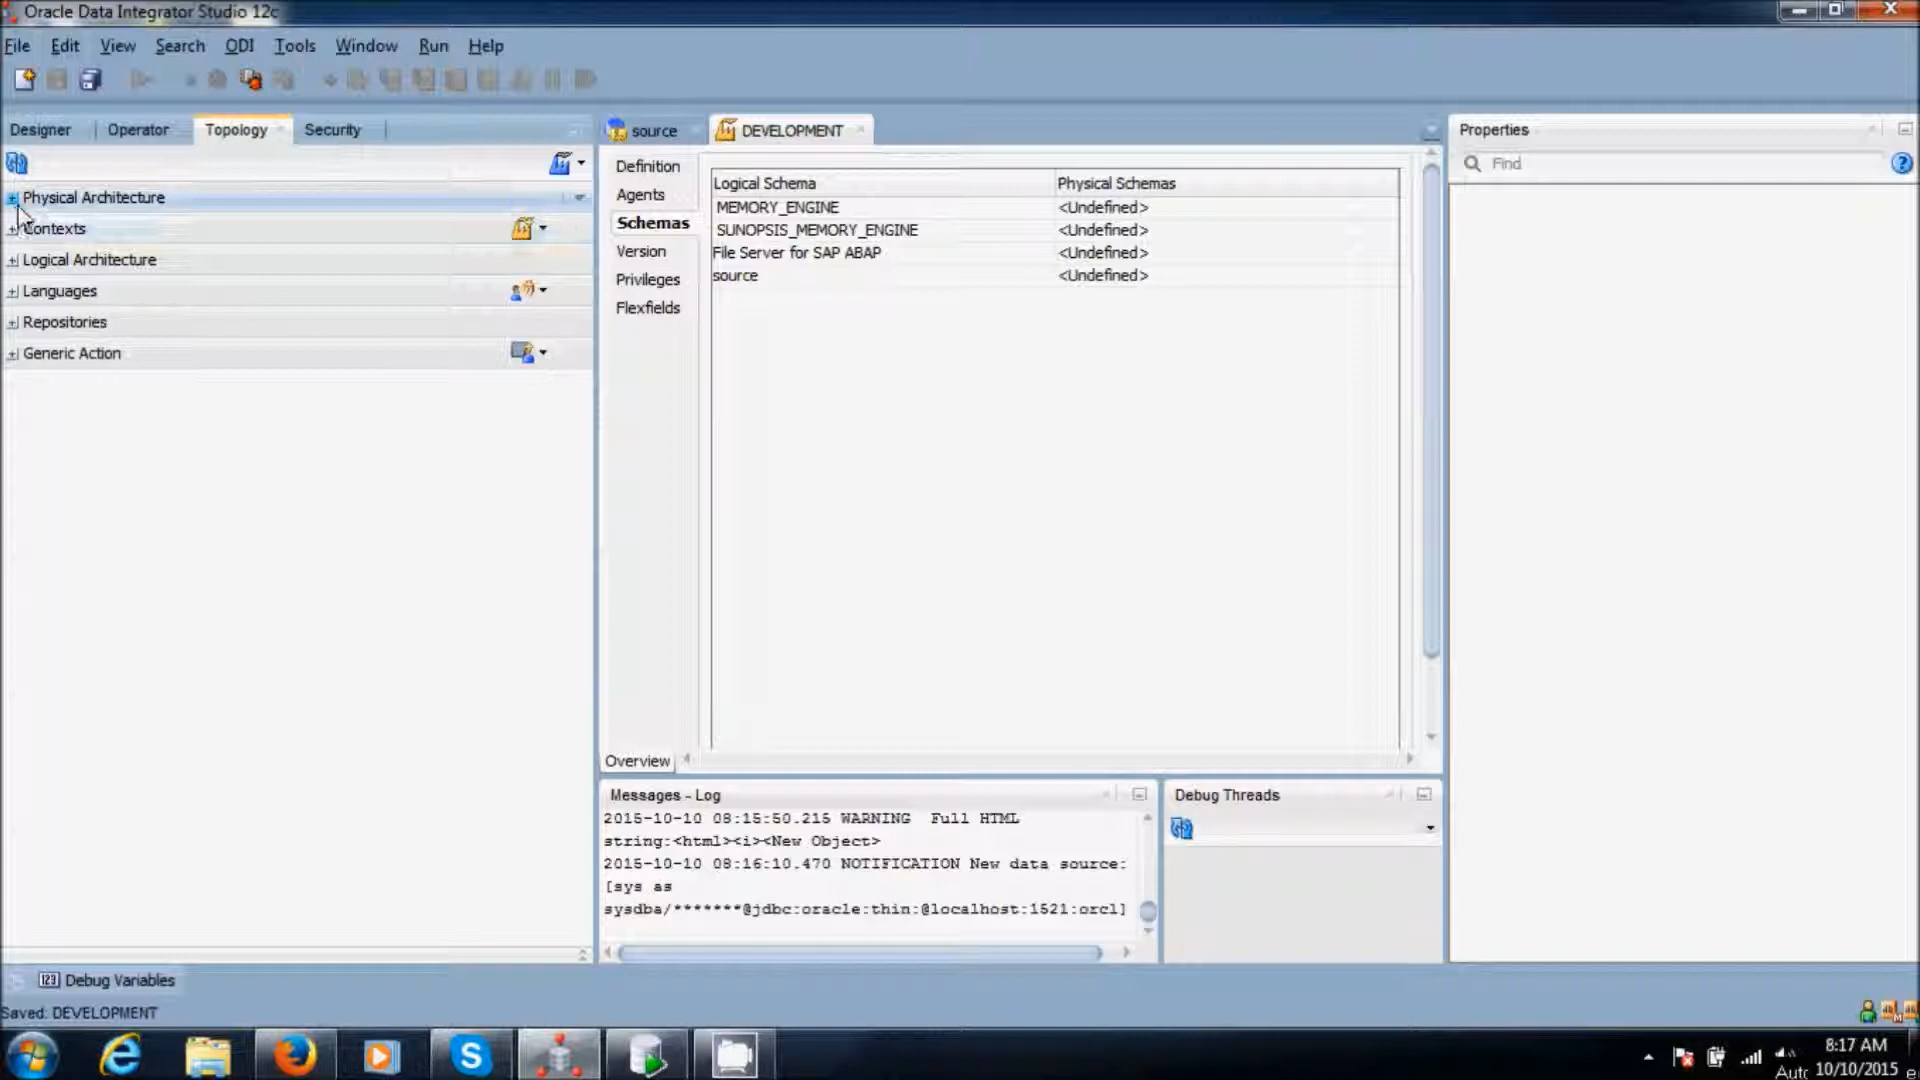 Oracle Data Integrator Studio 12c
File Edit View Search ODI Tools Window Run Help
Designer Operator Topology Security
Physical Architecture
Contexts
Logical Architecture
Languages
Repositories
Generic Action
source DEVELOPMENT
Definition
Agents
Schemas
Version
Privileges
Flexfields
Logical Schema Physical Schemas
MEMORY_ENGINE <Undefined>
SUNOPSIS_MEMORY_ENGINE <Undefined>
File Server for SAP ABAP <Undefined>
source <Undefined>
Overview
Properties
Find
Messages - Log
2015-10-10 08:15:50.215 WARNING Full HTML
string:<html><i><New Object>
2015-10-10 08:16:10.470 NOTIFICATION New data source:
[sys as
sysdba/*******@jdbc:oracle:thin:@localhost:1521:orcl]
Debug Threads
Debug Variables
Saved: DEVELOPMENT
8:17 AM
10/10/2015